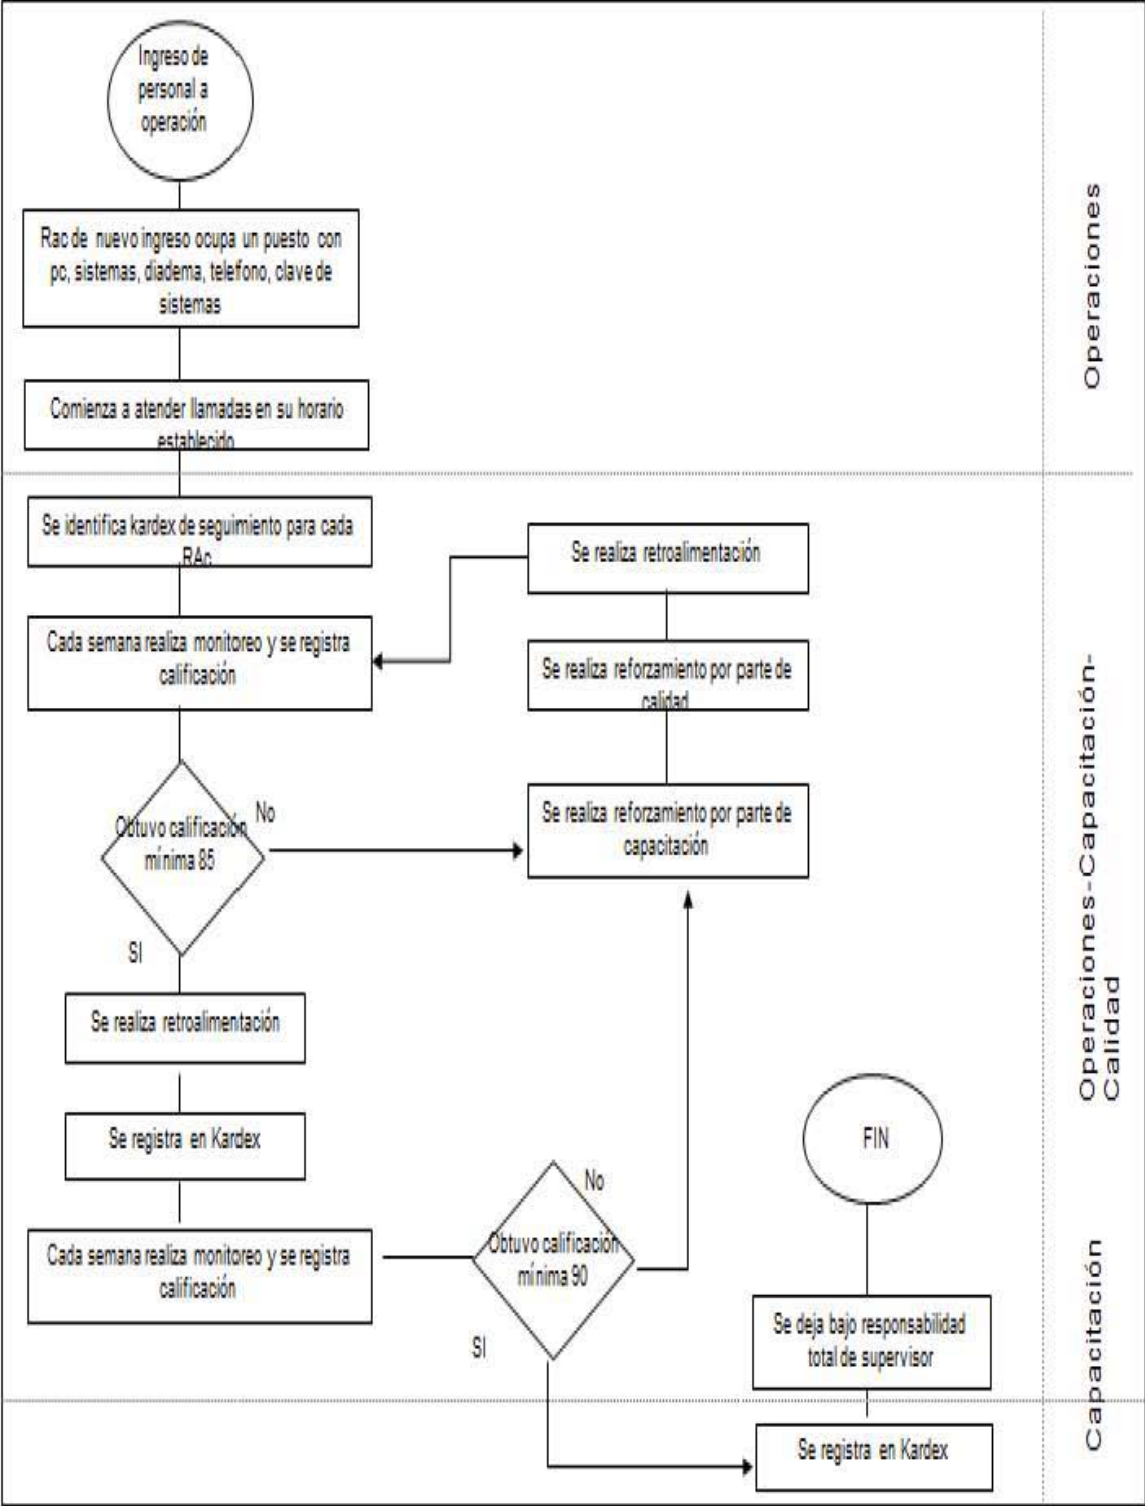 Ingreso de
personal a
operación
Rac de nuevo ingreso ocupa un puesto con
pc, sistemas, diadema, telefono, clave de
sistemas
Comienza a atender llamadas en su horario
establecido
Operaciones
Se identifica kardex de seguimiento para cada
RAc
Cada semana realiza monitoreo y se registra
calificación
Se realiza retroalimentación
Se realiza reforzamiento por parte de
calidad
Se realiza reforzamiento por parte de
capacitación
Obtuvo calificación
mínima 85
No
SI
Se realiza retroalimentación
Se registra en Kardex
Cada semana realiza monitoreo y se registra
calificación
Obtuvo calificación
mínima 90
No
SI
FIN
Se deja bajo responsabilidad
total de supervisor
Se registra en Kardex
Operaciones-Capacitación-
Calidad
Capacitación